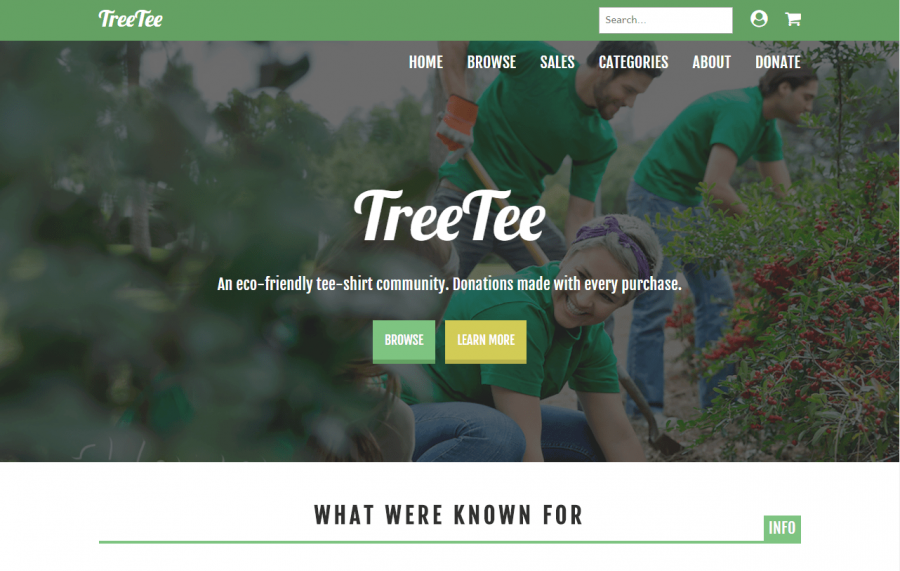 TreeTee
Search...
HOME BROWSE SALES CATEGORIES ABOUT DONATE
TreeTee
An eco-friendly tee-shirt community. Donations made with every purchase.
BROWSE LEARN MORE
WHAT WERE KNOWN FOR
INFO